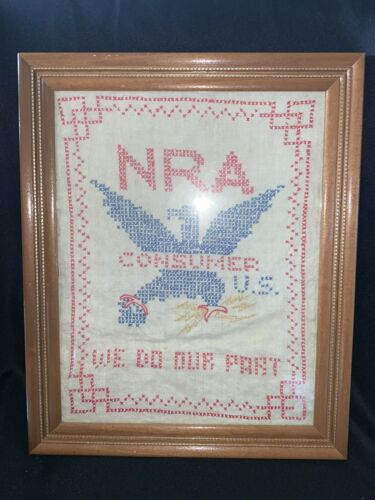 NRA
CONSUMER
U.S.
WE DO OUR PART